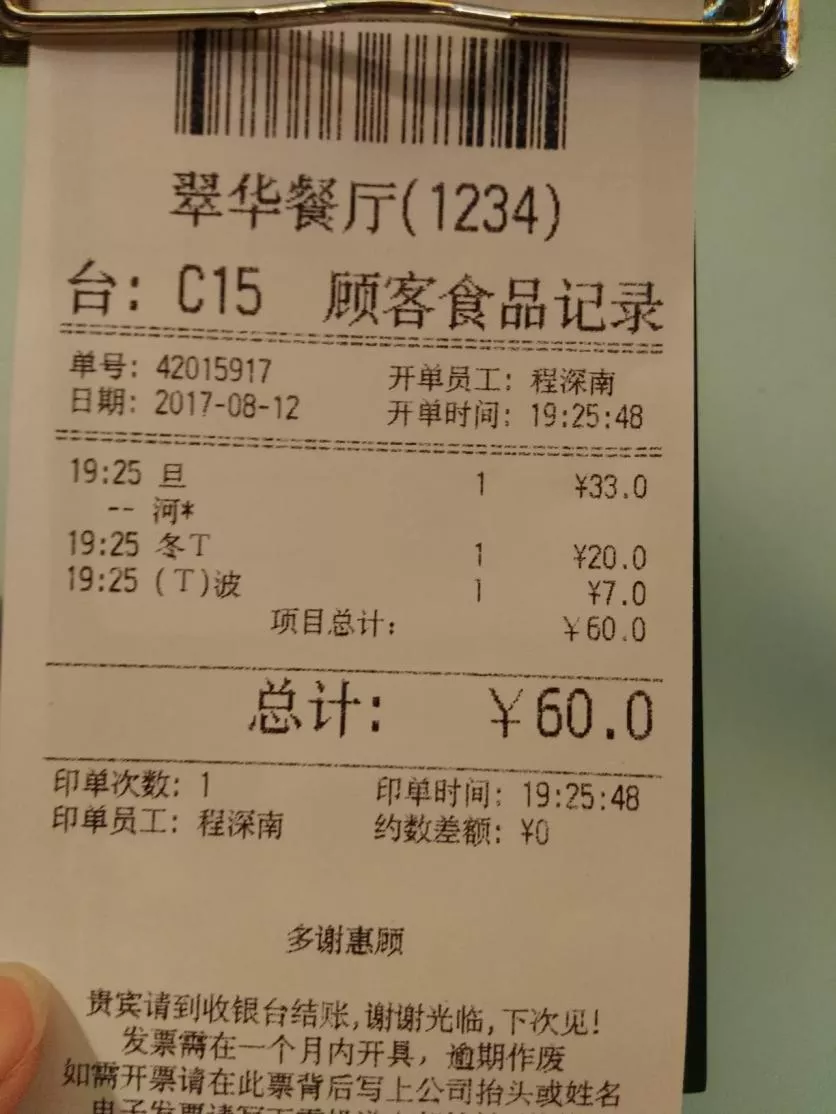 翠华餐厅(1234)
台: C15 顾客食品记录
单号: 42015917 开单员工: 程深南
日期: 2017-08-12 开单时间: 19:25:48
19:25 旦 1 ¥33.0
-- 河*
19:25 冬T 1 ¥20.0
19:25 (T)波 1 ¥7.0
项目总计: ¥60.0
总计: ¥60.0
印单次数: 1 印单时间: 19:25:48
印单员工: 程深南 约数差额: ¥0
多谢惠顾
贵宾请到收银台结账,谢谢光临,下次见!
发票需在一个月内开具，逾期作废
如需开票请在此票背后写上公司抬头或姓名